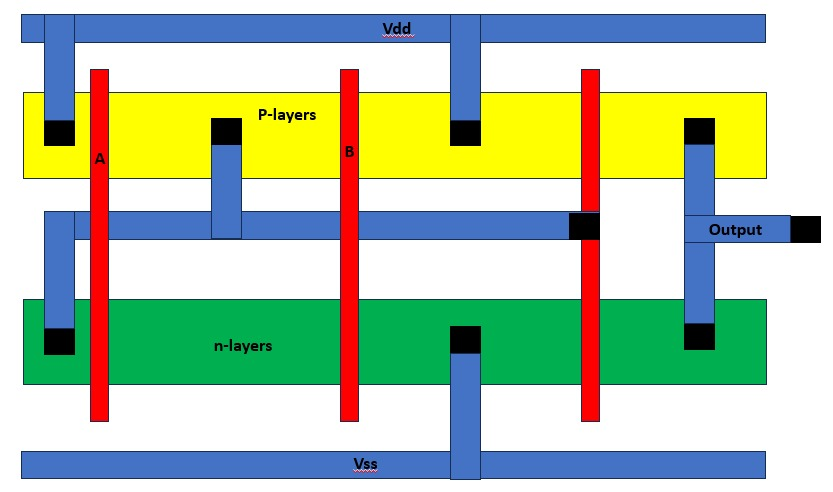 Vdd
P-layers
A
B
Output
n-layers
Vss